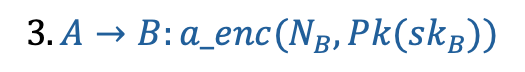 3. A → B: a_enc(N_B, Pk(sk_B))